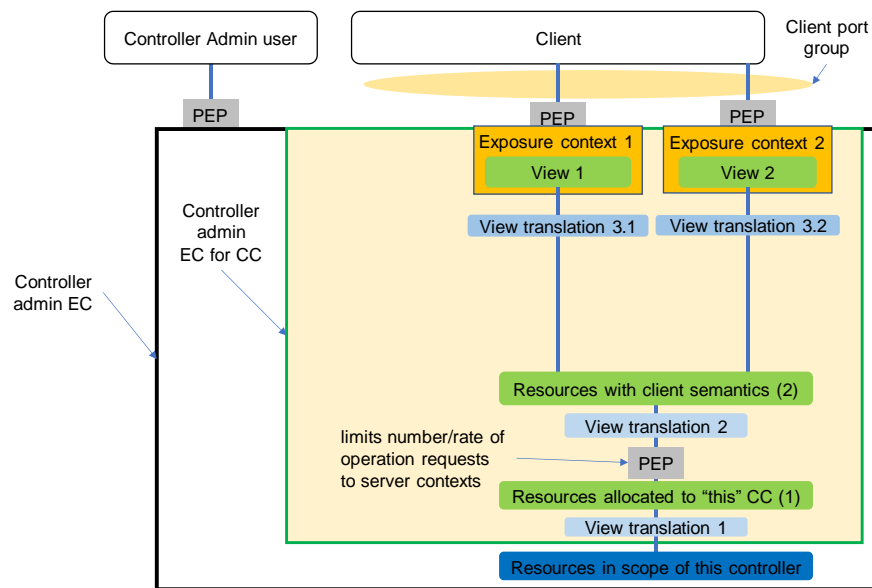 Controller Admin user
Client
Client port
group
PEP
PEP
PEP
Exposure context 1
Exposure context 2
View 1
View 2
Controller
admin
EC for CC
View translation 3.1
View translation 3.2
Controller
admin EC
Resources with client semantics (2)
View translation 2
limits number/rate of
operation requests
to server contexts
PEP
Resources allocated to “this” CC (1)
View translation 1
Resources in scope of this controller